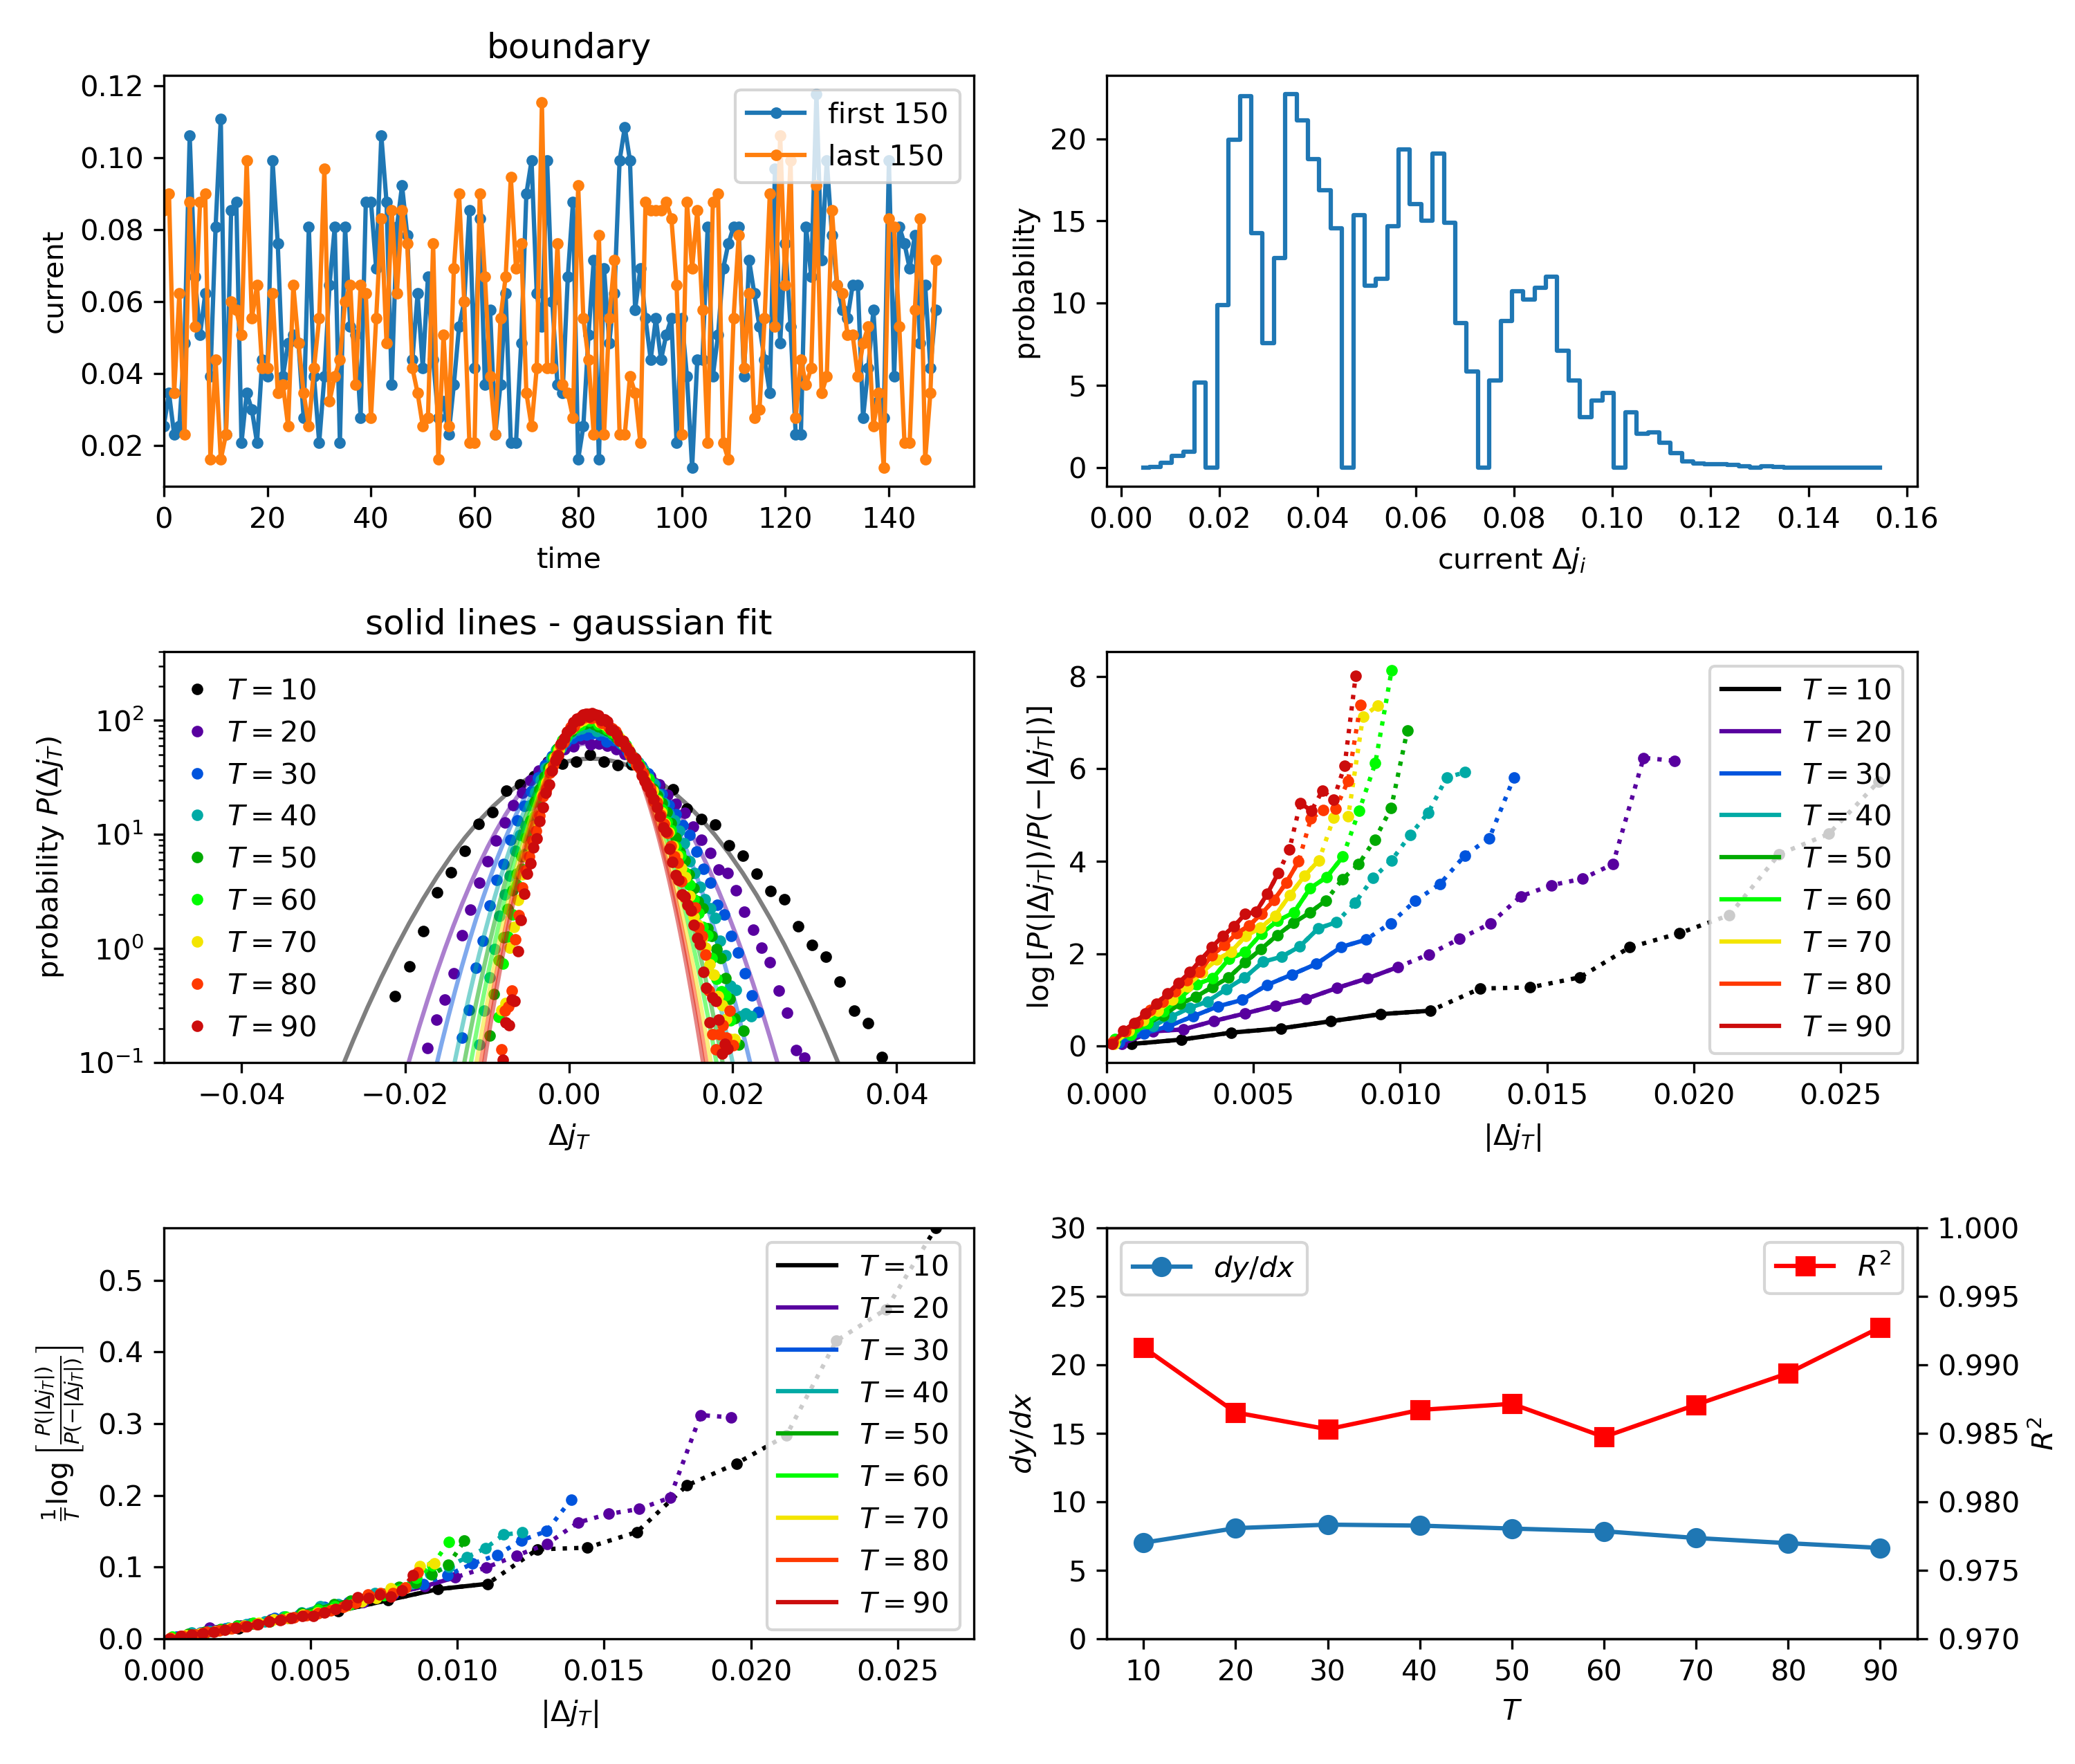 boundary
0.12
0.10
0.08
0.06
0.04
0.02
current
first 150
last 150
0 20 40 60 80 100 120 140
time
20
15
10
5
0
probability
0.00 0.02 0.04 0.06 0.08 0.10 0.12 0.14 0.16
current Δj_i
solid lines - gaussian fit
10²
10¹
10⁰
10⁻¹
probability P(Δj_T)
T = 10
T = 20
T = 30
T = 40
T = 50
T = 60
T = 70
T = 80
T = 90
−0.04 −0.02 0.00 0.02 0.04
Δj_T
8
6
4
2
0
log [P(|Δj_T|)/P(−|Δj_T|)]
T = 10
T = 20
T = 30
T = 40
T = 50
T = 60
T = 70
T = 80
T = 90
0.000 0.005 0.010 0.015 0.020 0.025
|Δj_T|
0.5
0.4
0.3
0.2
0.1
0.0
1/T log [P(|Δj_T|)/P(−|Δj_T|)]
T = 10
T = 20
T = 30
T = 40
T = 50
T = 60
T = 70
T = 80
T = 90
0.000 0.005 0.010 0.015 0.020 0.025
|Δj_T|
30
25
20
15
10
5
0
dy/dx
dy/dx
R²
1.000
0.995
0.990
0.985
0.980
0.975
0.970
R²
10 20 30 40 50 60 70 80 90
T